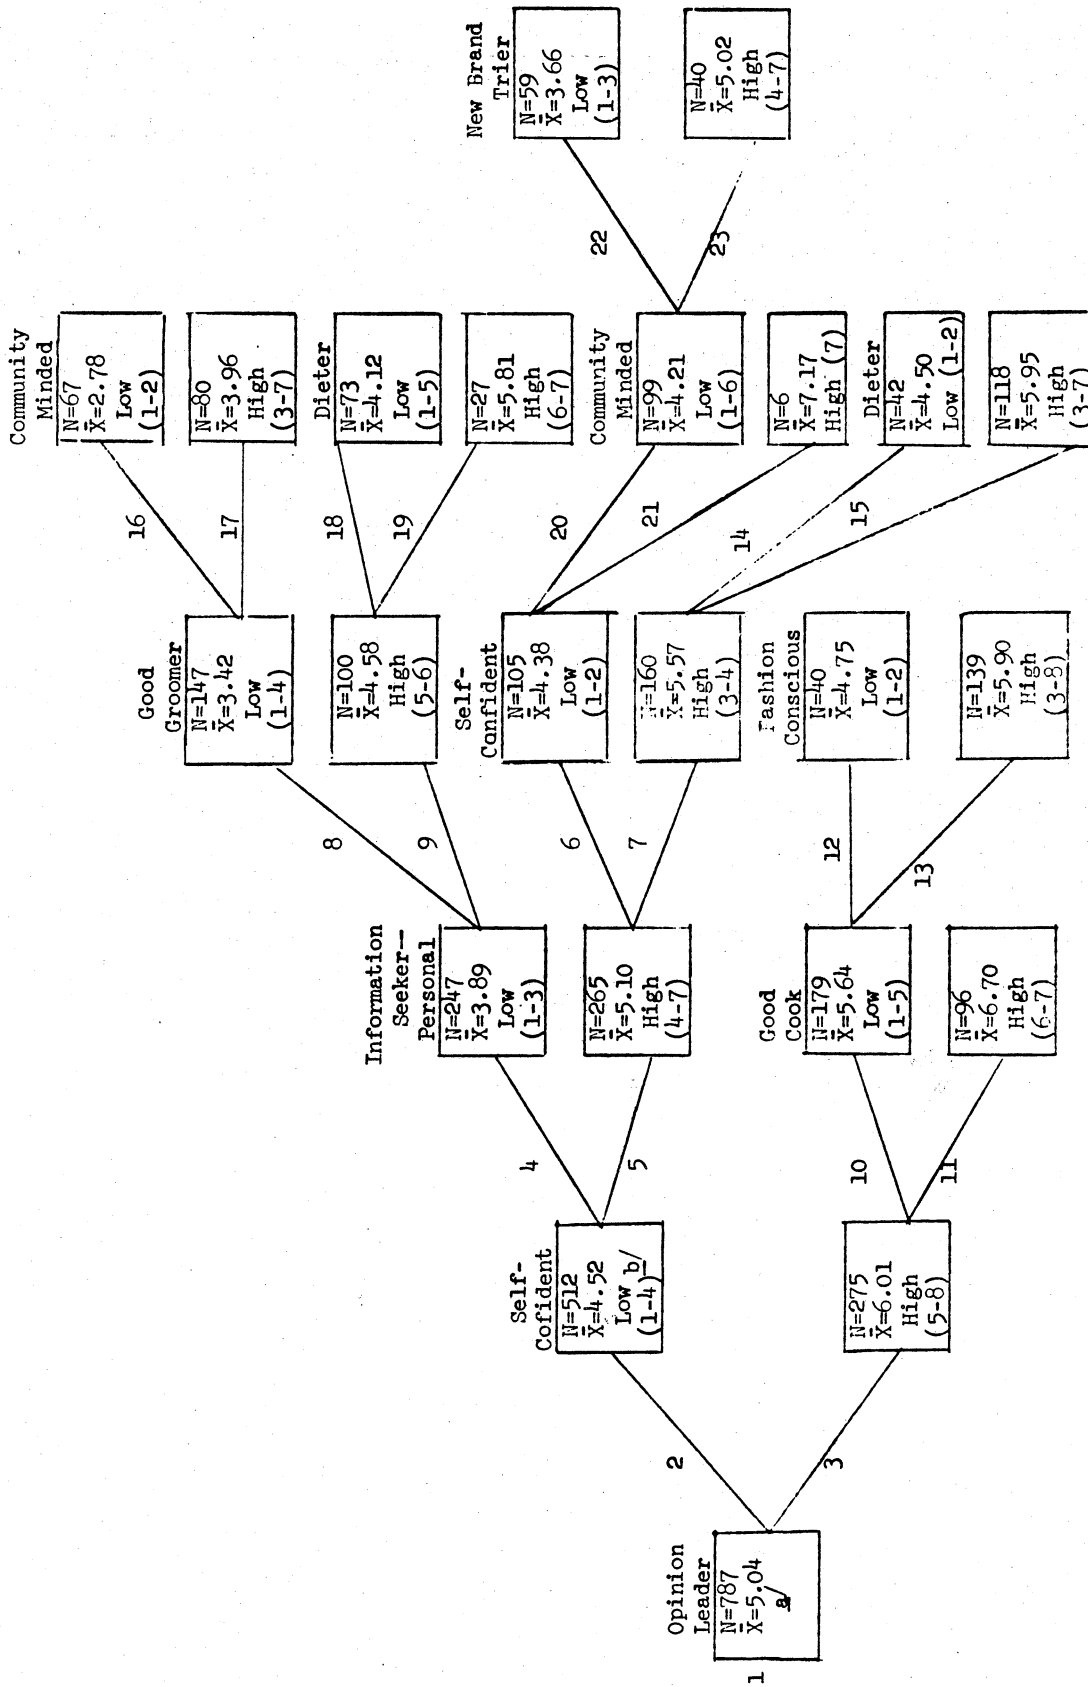 1
Opinion
Leader
N=787
X̄=5.04
a/
2
3
Self-
Cofident
N=512
X̄=4.52
Low b/
(1-4)
N=275
X̄=6.01
High
(5-8)
4
5
10
11
Information
Seeker—
Personal
N=247
X̄=3.89
Low
(1-3)
N=265
X̄=5.10
High
(4-7)
Good
Cook
N=179
X̄=5.64
Low
(1-5)
N=96
X̄=6.70
High
(6-7)
8
9
6
7
12
13
Good
Groomer
N=147
X̄=3.42
Low
(1-4)
N=100
X̄=4.58
High
(5-6)
Self-
Confident
N=105
X̄=4.38
Low
(1-2)
N=160
X̄=5.57
High
(3-4)
Fashion
Conscious
N=40
X̄=4.75
Low
(1-2)
N=139
X̄=5.90
High
(3-8)
16
17
18
19
20
21
14
15
Community
Minded
N=67
X̄=2.78
Low
(1-2)
N=80
X̄=3.96
High
(3-7)
Dieter
N=73
X̄=4.12
Low
(1-5)
N=27
X̄=5.81
High
(6-7)
Community
Minded
N=99
X̄=4.21
Low
(1-6)
N=6
X̄=7.17
High (7)
Dieter
N=42
X̄=4.50
Low (1-2)
N=118
X̄=5.95
High
(3-7)
22
23
New Brand
Trier
N=59
X̄=3.66
Low
(1-3)
N=40
X̄=5.02
High
(4-7)